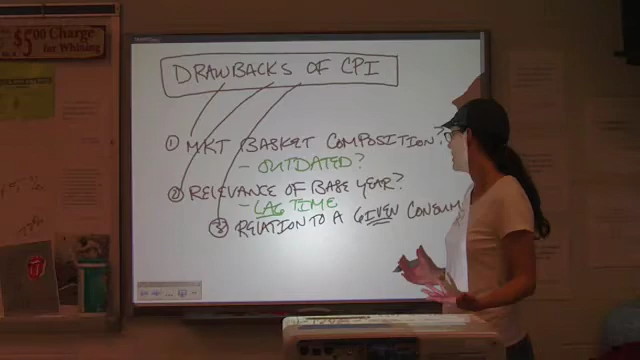 $5.00 Charge
for Whining
DRAWBACKS OF CPI
① MKT BASKET COMPOSITION?
- OUTDATED?
② RELEVANCE OF BASE YEAR?
- LAG TIME
③ RELATION TO A GIVEN CONSUM